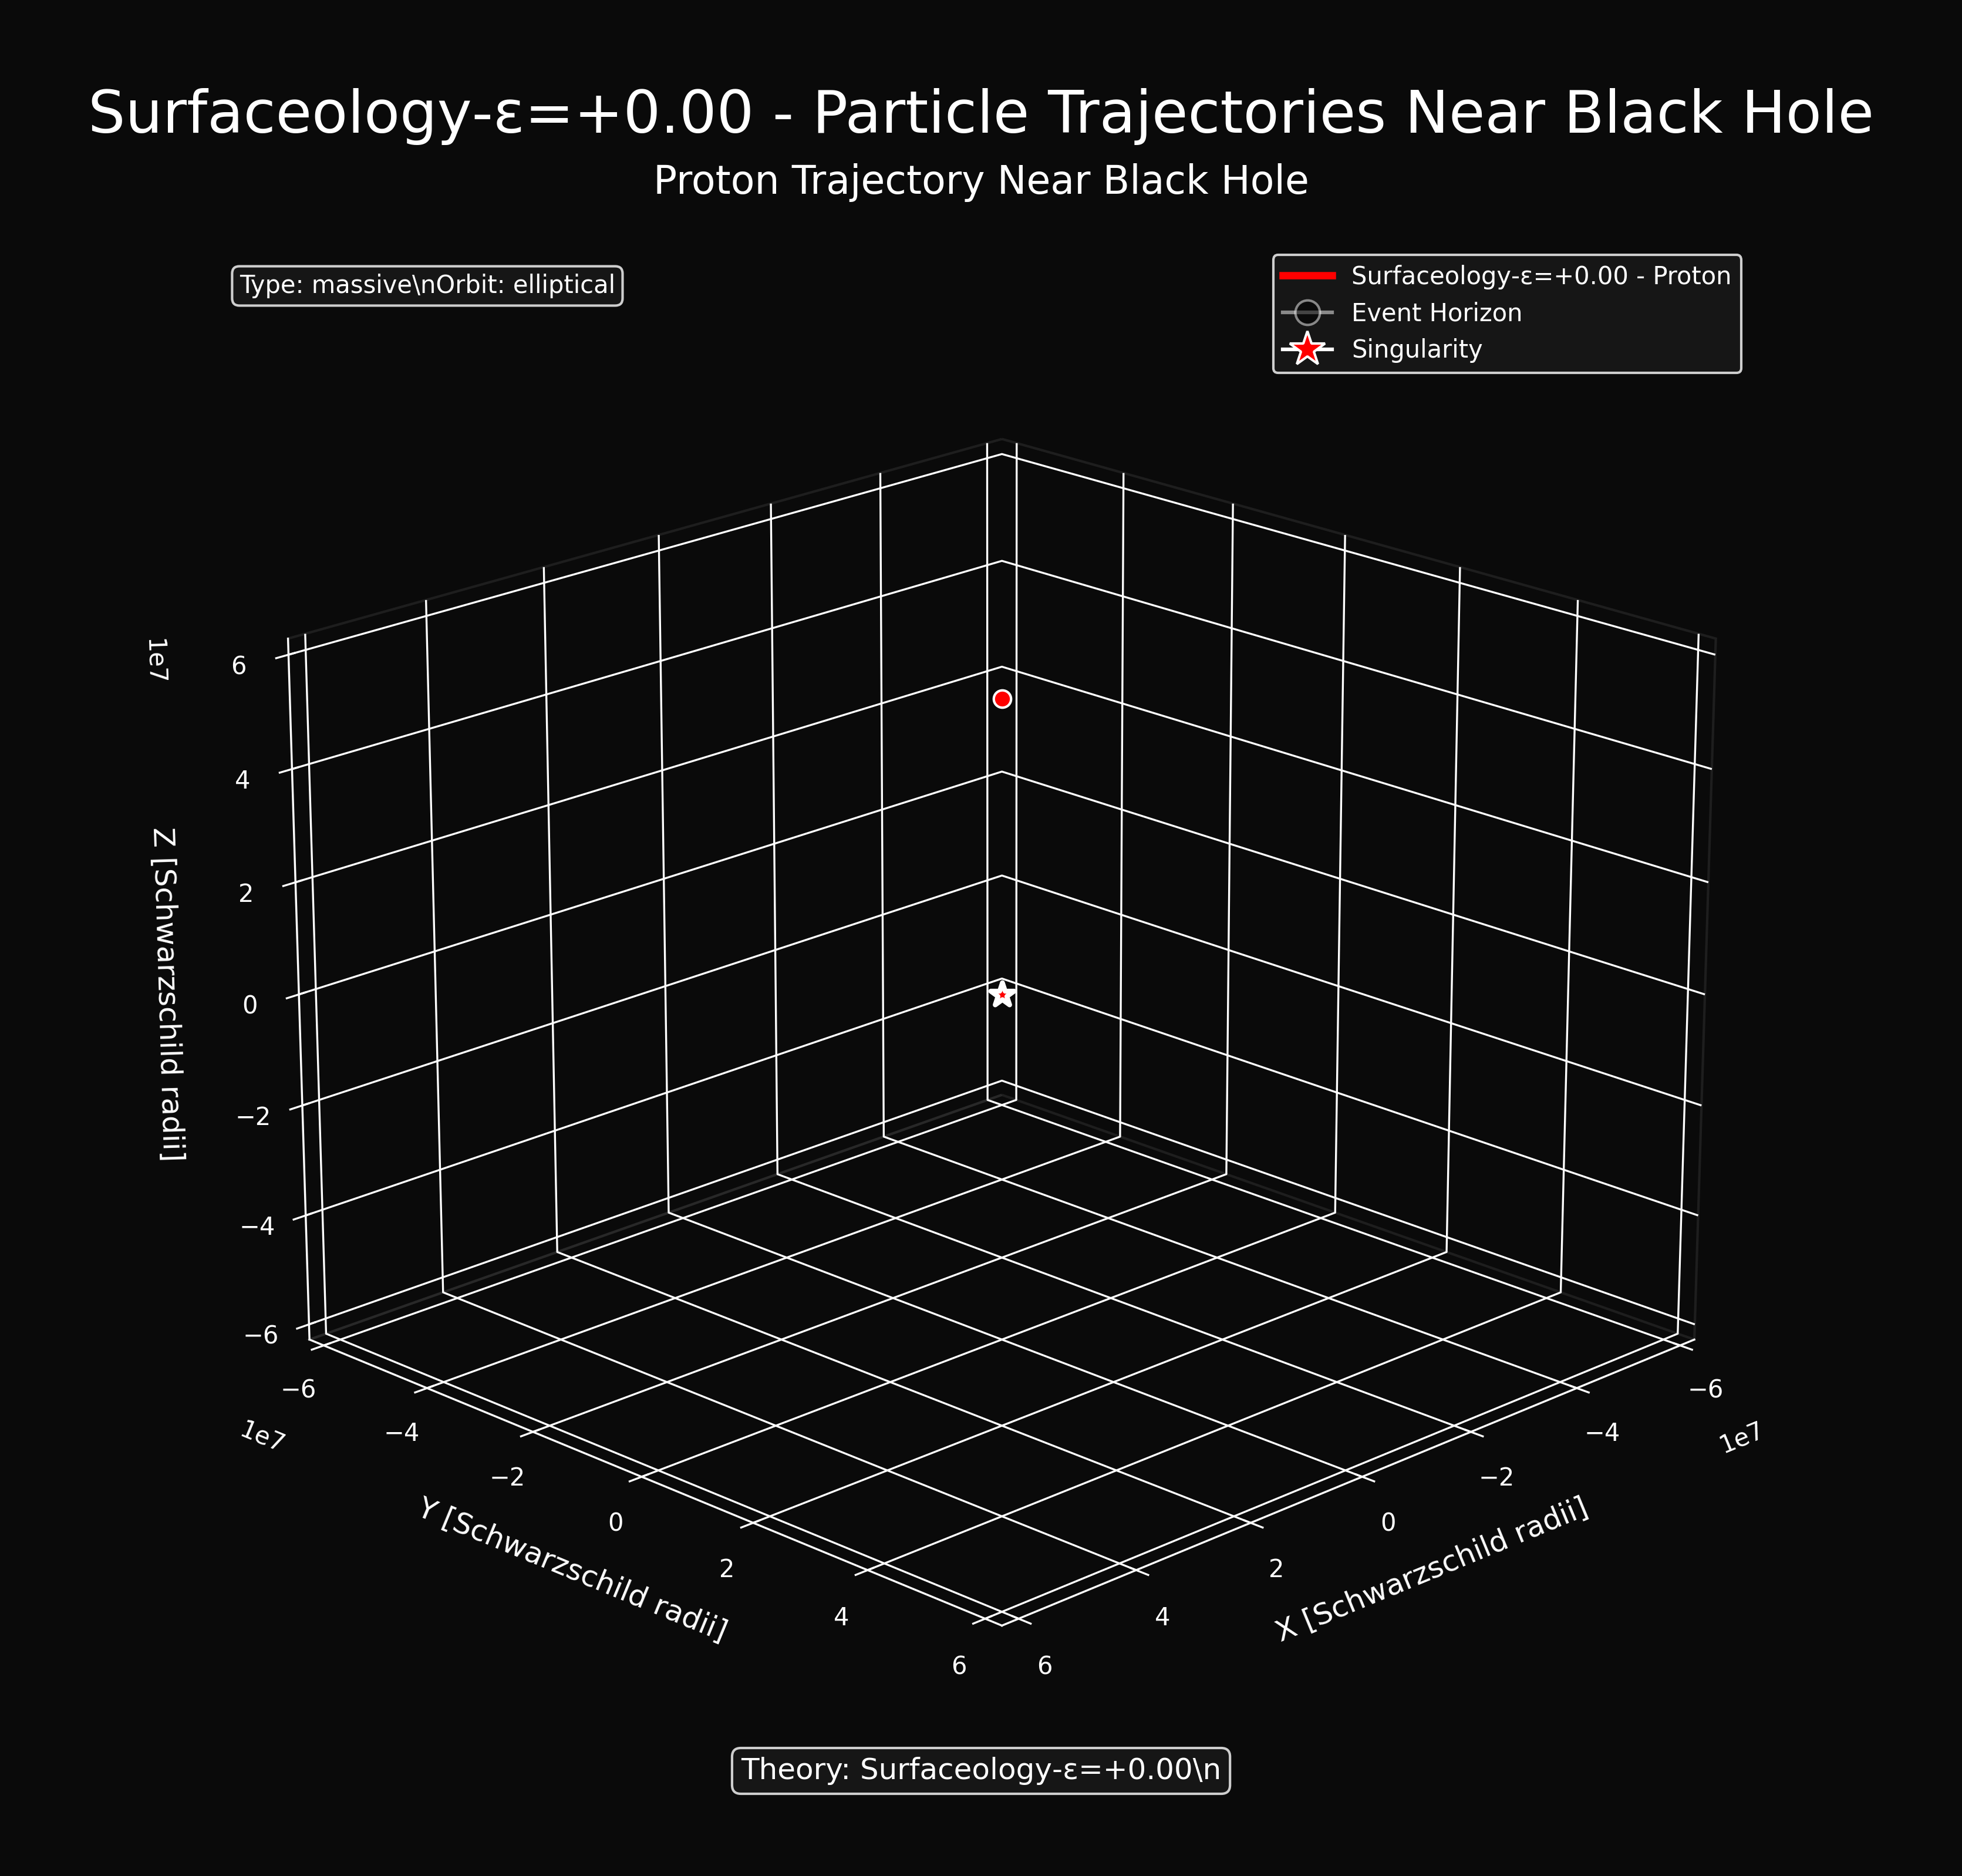 Surfaceology-ε=+0.00 - Particle Trajectories Near Black Hole
Proton Trajectory Near Black Hole
Type: massive\nOrbit: elliptical
Surfaceology-ε=+0.00 - Proton
Event Horizon
Singularity
1e7
6
4
2
0
−2
−4
−6
Z [Schwarzschild radii]
−6
−4
−2
0
2
4
6
1e7
Y [Schwarzschild radii]
6
4
2
0
−2
−4
−6
1e7
X [Schwarzschild radii]
Theory: Surfaceology-ε=+0.00\n